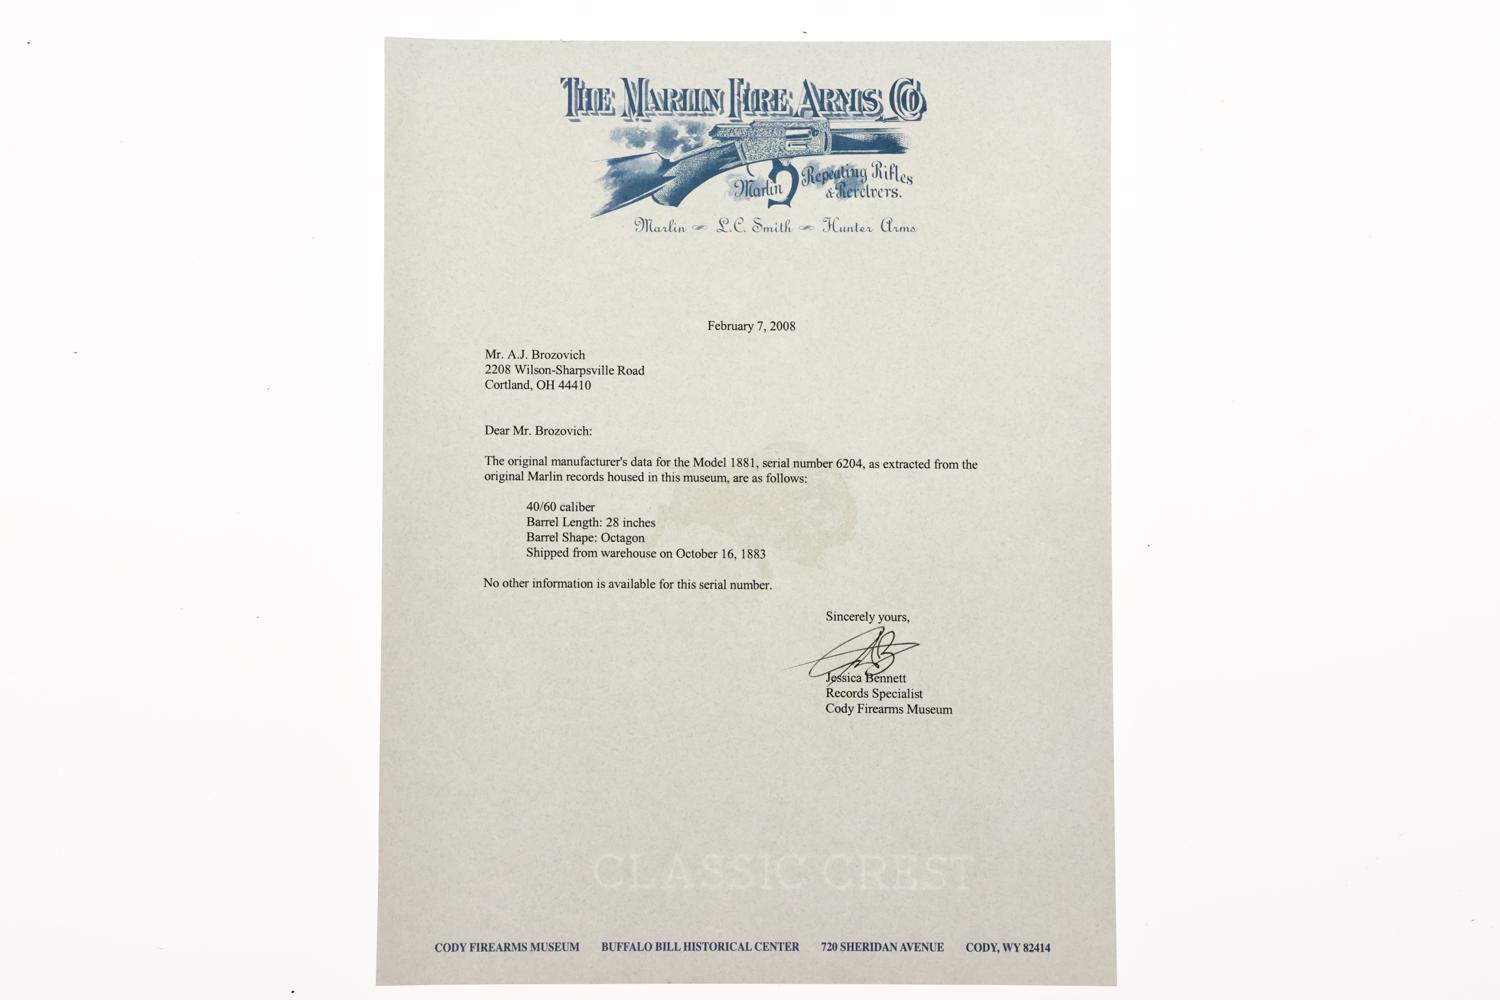 THE MARLIN FIRE ARMS CO.
Marlin Repeating Rifles
& Revolvers.
Marlin L.C. Smith Hunter Arms
February 7, 2008
Mr. A.J. Brozovich
2208 Wilson-Sharpsville Road
Cortland, OH 44410
Dear Mr. Brozovich:
The original manufacturer's data for the Model 1881, serial number 6204, as extracted from the
original Marlin records housed in this museum, are as follows:
40/60 caliber
Barrel Length: 28 inches
Barrel Shape: Octagon
Shipped from warehouse on October 16, 1883
No other information is available for this serial number.
Sincerely yours,
Jessica Bennett
Records Specialist
Cody Firearms Museum
CLASSIC CREST
CODY FIREARMS MUSEUM BUFFALO BILL HISTORICAL CENTER 720 SHERIDAN AVENUE CODY, WY 82414